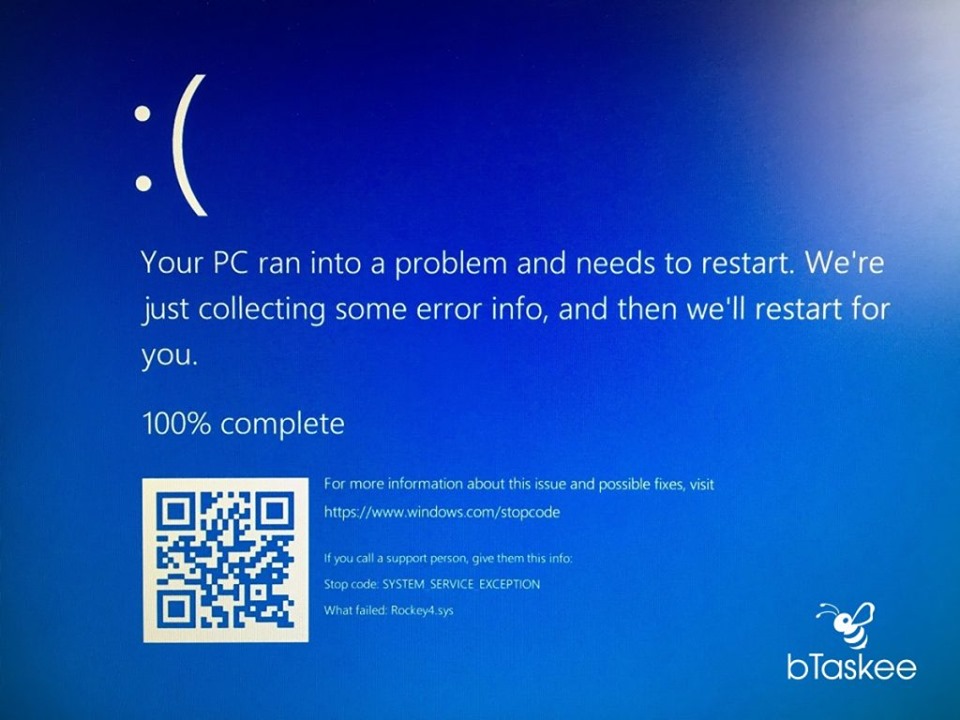 :(
Your PC ran into a problem and needs to restart. We're
just collecting some error info, and then we'll restart for
you.
100% complete
For more information about this issue and possible fixes, visit
https://www.windows.com/stopcode
If you call a support person, give them this info:
Stop code: SYSTEM_SERVICE_EXCEPTION
What failed: Rockey4.sys
bTaskee